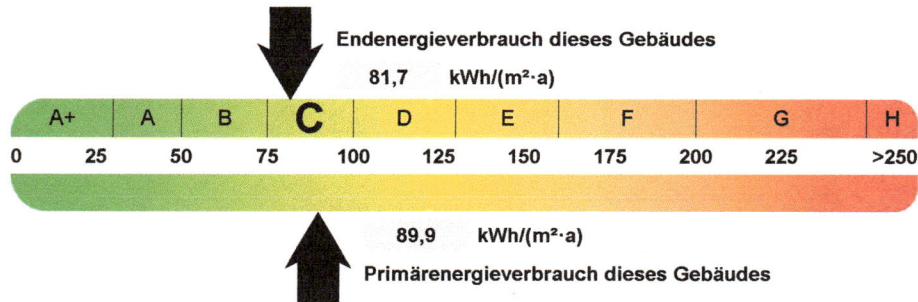 Endenergieverbrauch dieses Gebäudes
81,7 kWh/(m²·a)
A+ A B C D E F G H
0 25 50 75 100 125 150 175 200 225 >250
89,9 kWh/(m²·a)
Primärenergieverbrauch dieses Gebäudes